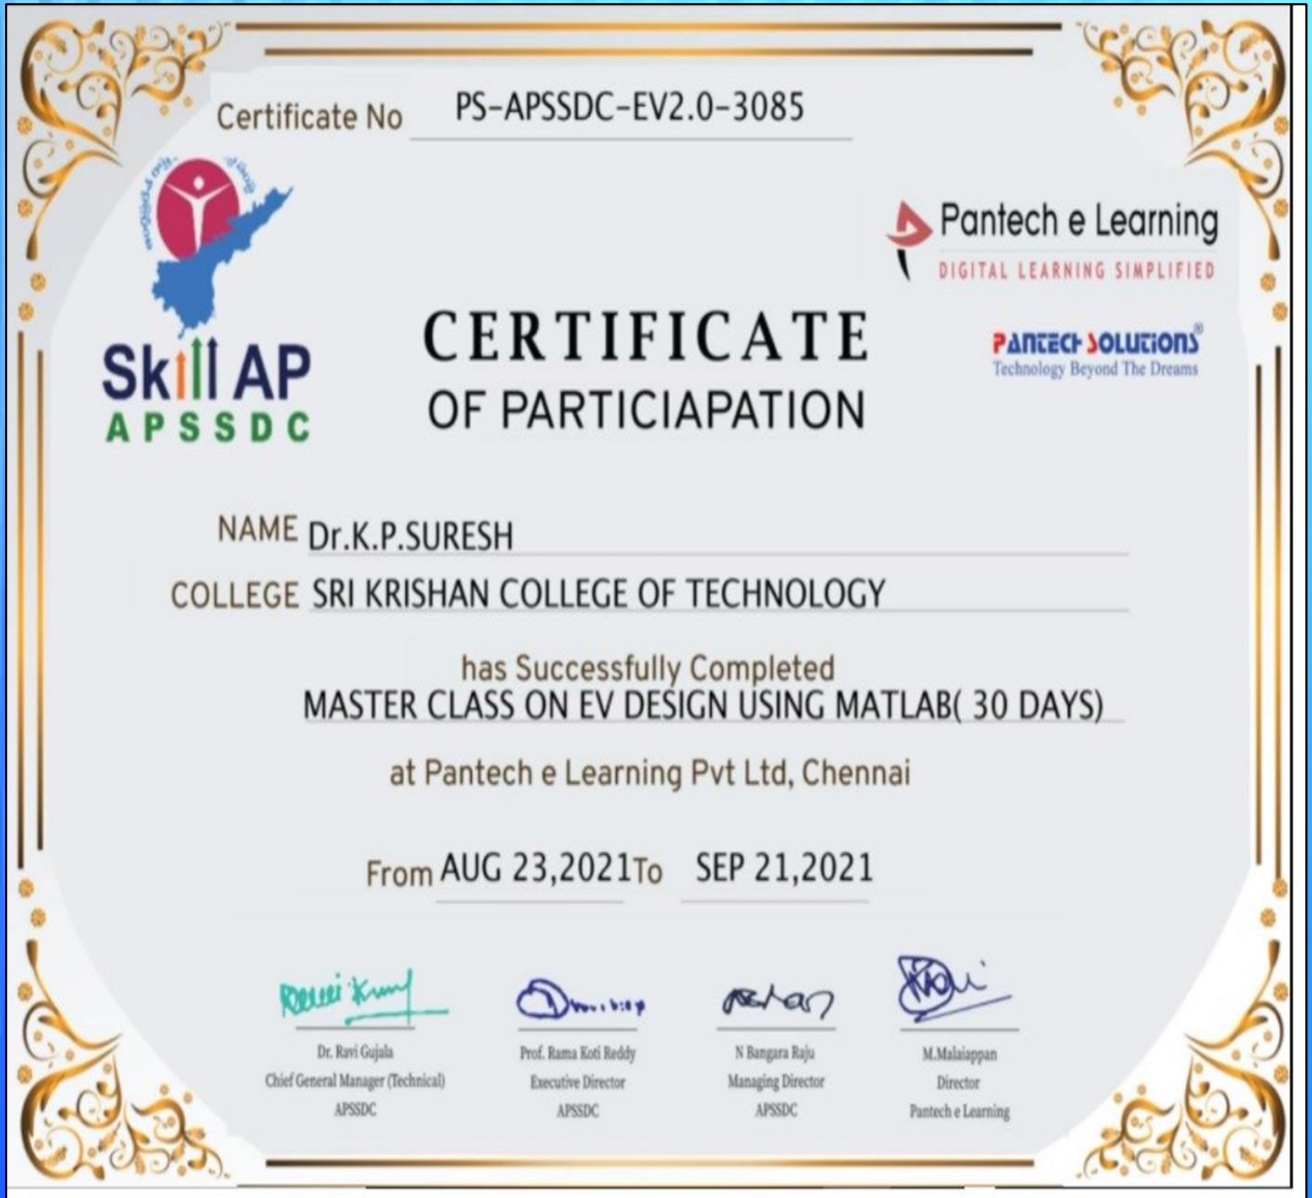 Certificate No PS-APSSDC-EV2.0-3085
Skill AP
APSSDC
Pantech e Learning
DIGITAL LEARNING SIMPLIFIED
PANTECH SOLUTIONS®
Technology Beyond The Dreams
CERTIFICATE
OF PARTICIAPATION
NAME Dr.K.P.SURESH
COLLEGE SRI KRISHAN COLLEGE OF TECHNOLOGY
has Successfully Completed
MASTER CLASS ON EV DESIGN USING MATLAB( 30 DAYS)
at Pantech e Learning Pvt Ltd, Chennai
From AUG 23,2021To SEP 21,2021
Dr. Ravi Gujala
Chief General Manager (Technical)
APSSDC
Prof. Rama Koti Reddy
Executive Director
APSSDC
N Bangara Raju
Managing Director
APSSDC
M.Malaiappan
Director
Pantech e Learning